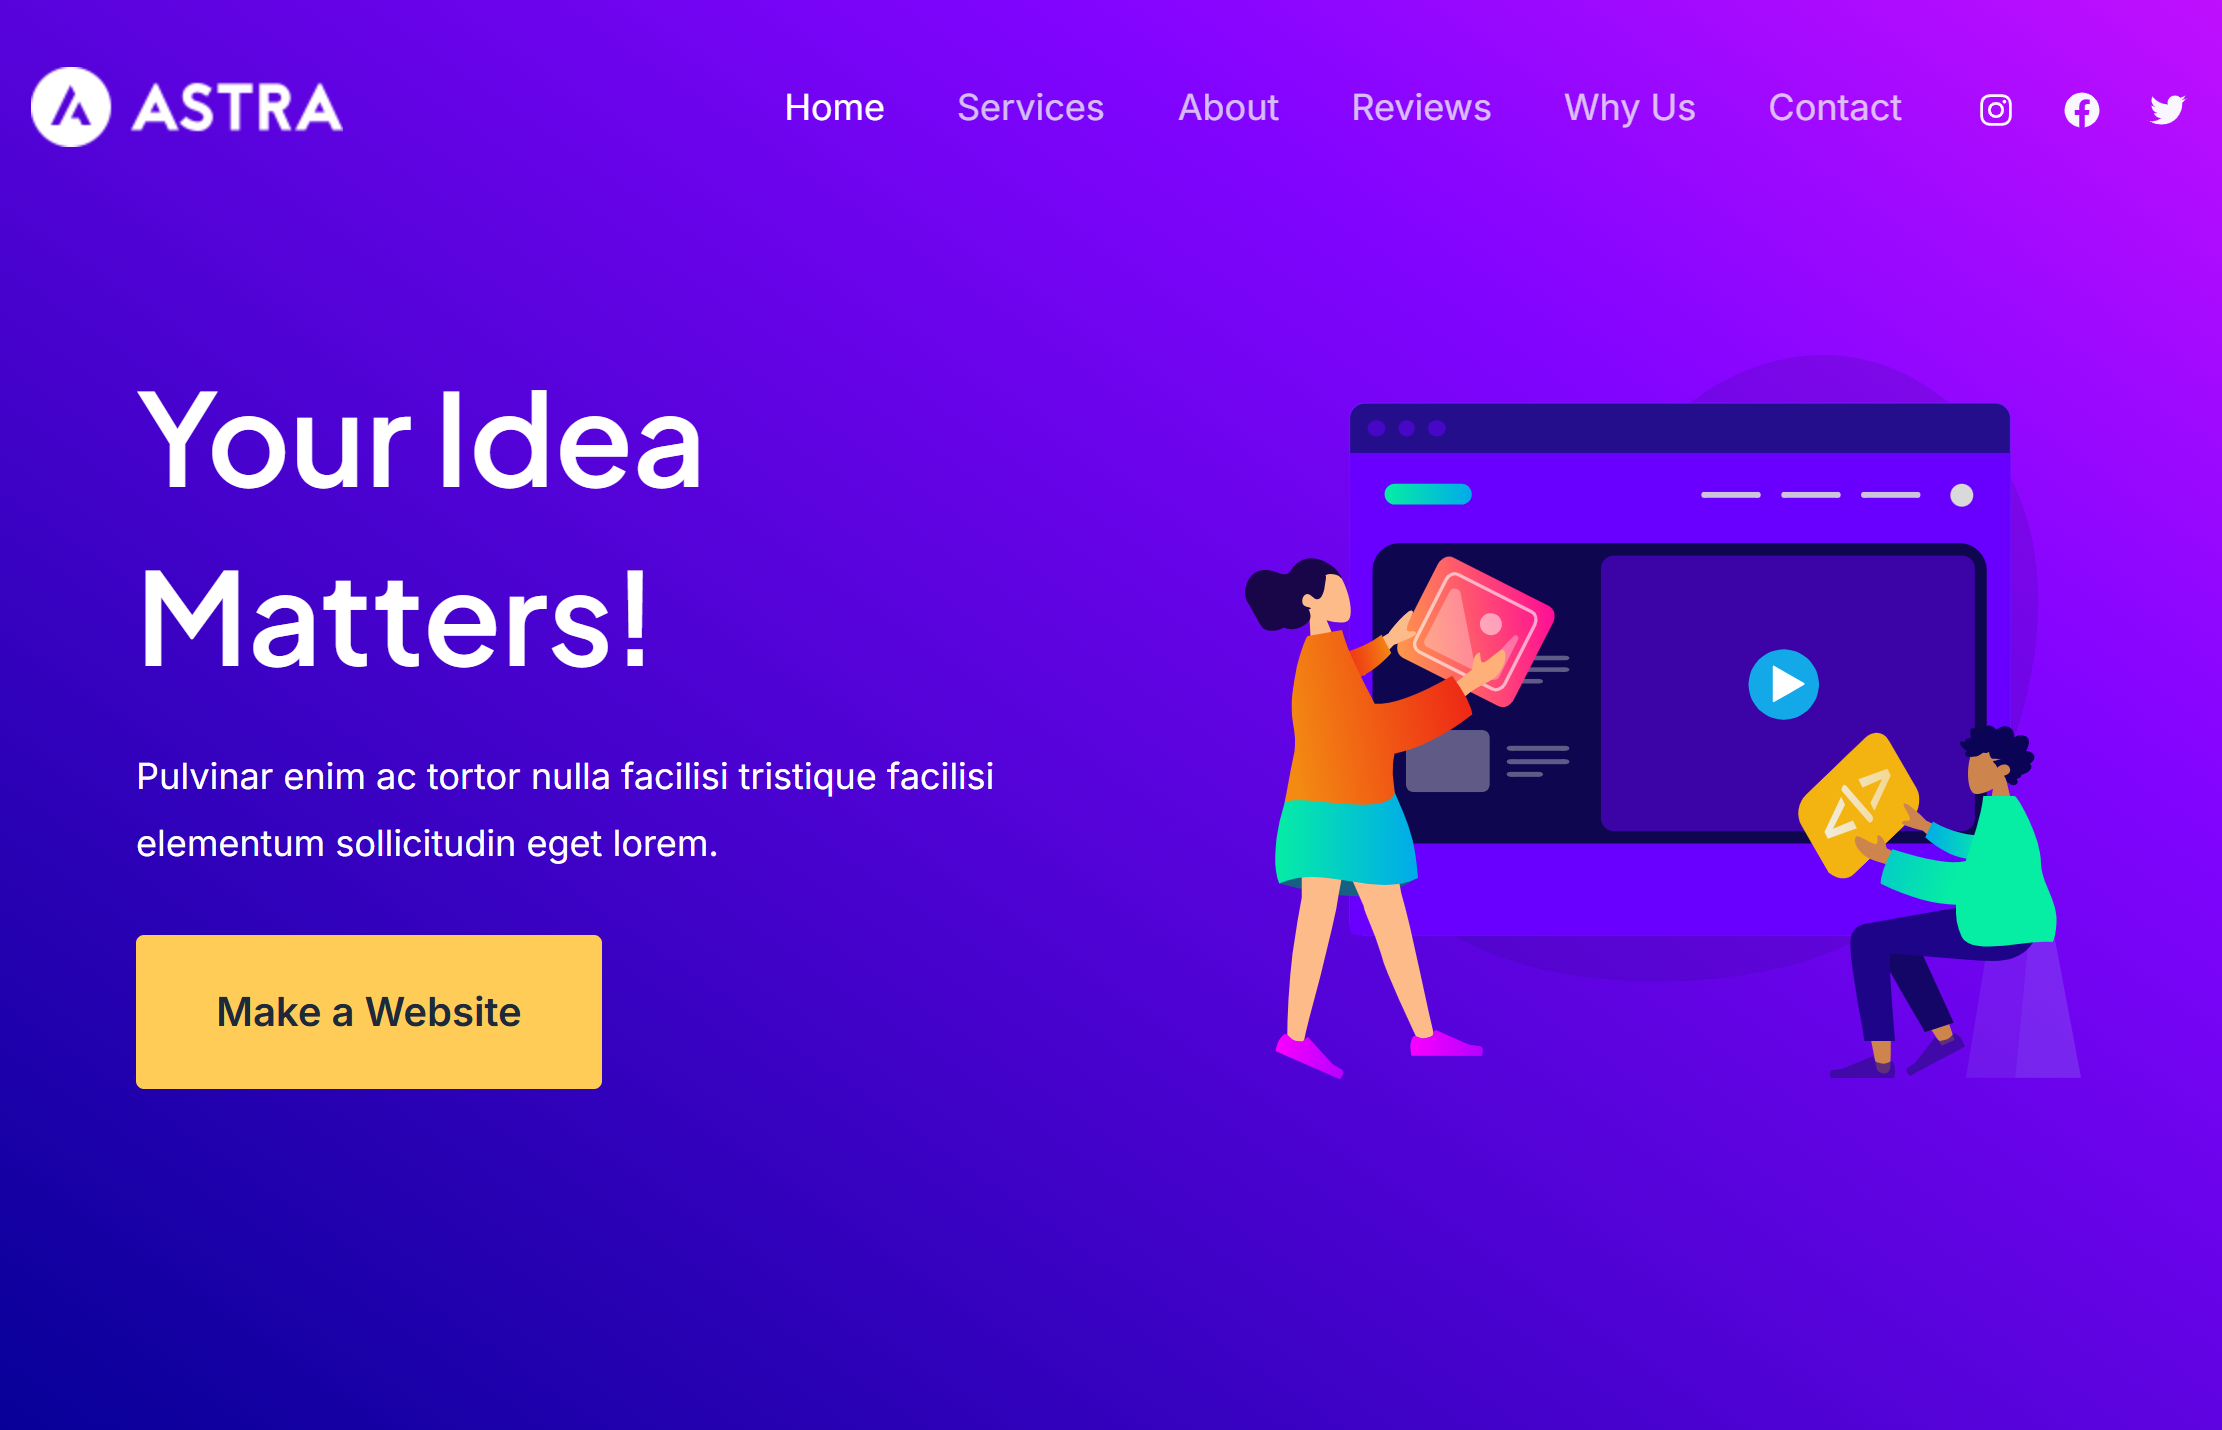 ASTRA
Home Services About Reviews Why Us Contact
Your Idea
Matters!
Pulvinar enim ac tortor nulla facilisi tristique facilisi
elementum sollicitudin eget lorem.
Make a Website
</>